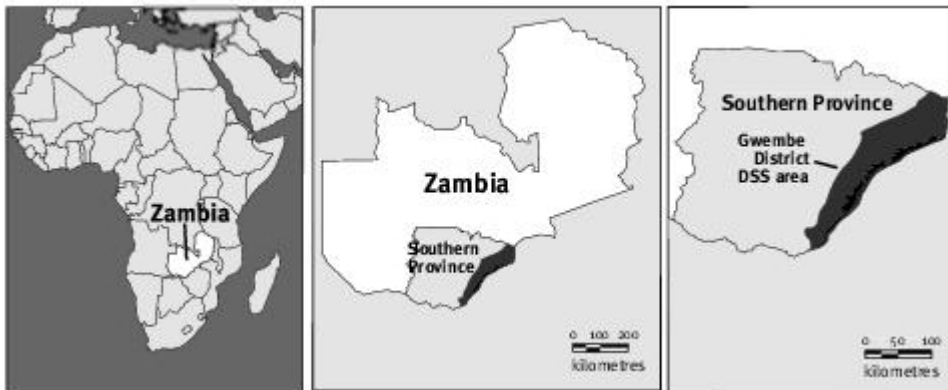 Zambia
Zambia
Southern
Province
0 100 200
kilometres
Southern Province
Gwembe
District
DSS area
0 50 100
kilometres